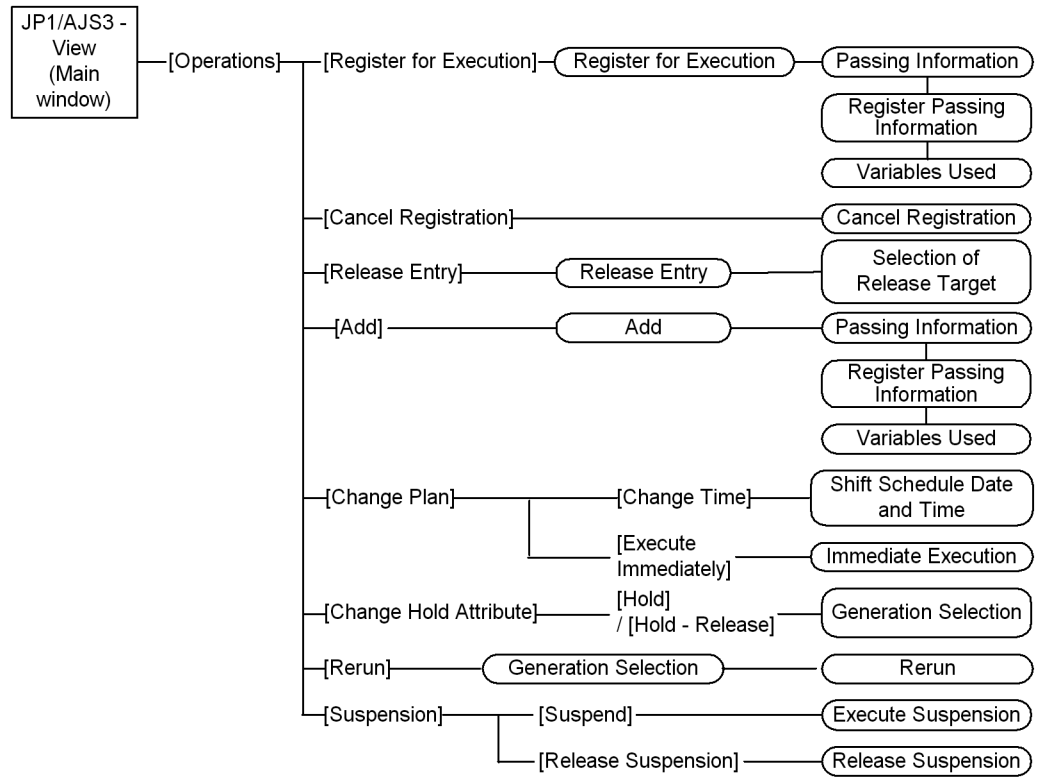 JP1/AJS3 -
View
(Main
window)
[Operations]
[Register for Execution]
Register for Execution
Passing Information
Register Passing
Information
Variables Used
[Cancel Registration]
Cancel Registration
[Release Entry]
Release Entry
Selection of
Release Target
[Add]
Add
Passing Information
Register Passing
Information
Variables Used
[Change Plan]
[Change Time]
Shift Schedule Date
and Time
[Execute
Immediately]
Immediate Execution
[Change Hold Attribute]
[Hold]
/ [Hold - Release]
Generation Selection
[Rerun]
Generation Selection
Rerun
[Suspension]
[Suspend]
Execute Suspension
[Release Suspension]
Release Suspension